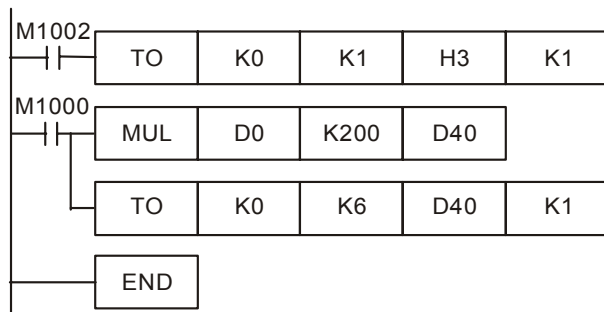 M1002
TO K0 K1 H3 K1
M1000
MUL D0 K200 D40
TO K0 K6 D40 K1
END